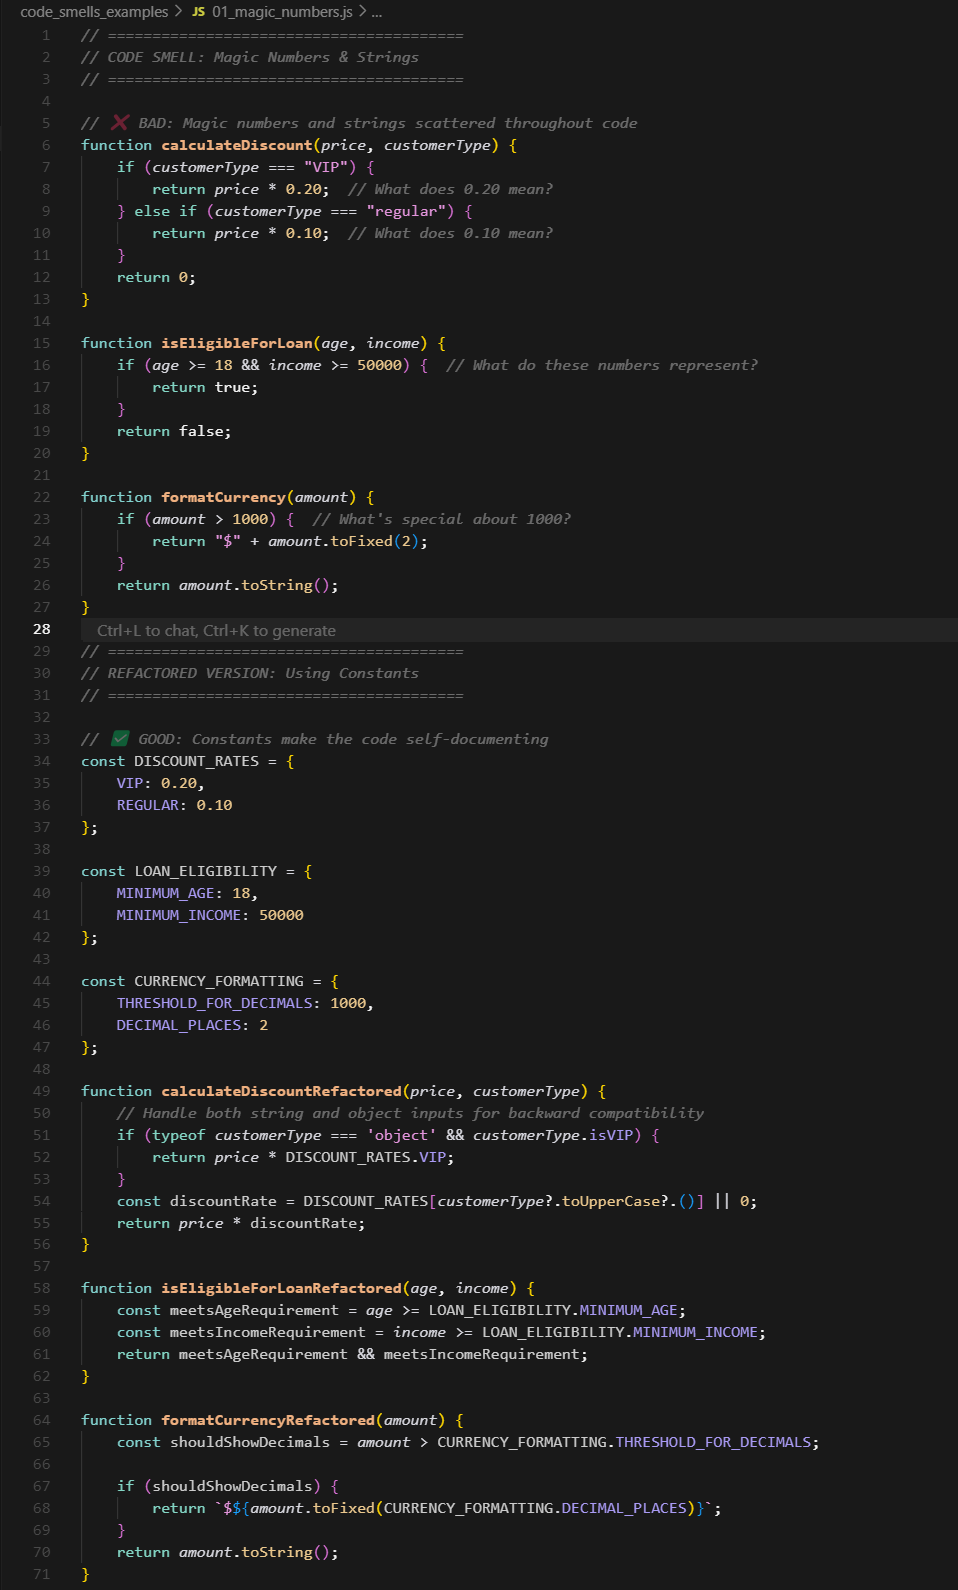 code_smells_examples > JS 01_magic_numbers.js > ...
1 // ========================================
2 // CODE SMELL: Magic Numbers & Strings
3 // ========================================
4
5 // ❌ BAD: Magic numbers and strings scattered throughout code
6 function calculateDiscount(price, customerType) {
7     if (customerType === "VIP") {
8         return price * 0.20;  // What does 0.20 mean?
9     } else if (customerType === "regular") {
10         return price * 0.10;  // What does 0.10 mean?
11     }
12     return 0;
13 }
14
15 function isEligibleForLoan(age, income) {
16     if (age >= 18 && income >= 50000) {  // What do these numbers represent?
17         return true;
18     }
19     return false;
20 }
21
22 function formatCurrency(amount) {
23     if (amount > 1000) {  // What's special about 1000?
24         return "$" + amount.toFixed(2);
25     }
26     return amount.toString();
27 }
28 Ctrl+L to chat, Ctrl+K to generate
29 // ========================================
30 // REFACTORED VERSION: Using Constants
31 // ========================================
32
33 // ✅ GOOD: Constants make the code self-documenting
34 const DISCOUNT_RATES = {
35     VIP: 0.20,
36     REGULAR: 0.10
37 };
38
39 const LOAN_ELIGIBILITY = {
40     MINIMUM_AGE: 18,
41     MINIMUM_INCOME: 50000
42 };
43
44 const CURRENCY_FORMATTING = {
45     THRESHOLD_FOR_DECIMALS: 1000,
46     DECIMAL_PLACES: 2
47 };
48
49 function calculateDiscountRefactored(price, customerType) {
50     // Handle both string and object inputs for backward compatibility
51     if (typeof customerType === 'object' && customerType.isVIP) {
52         return price * DISCOUNT_RATES.VIP;
53     }
54     const discountRate = DISCOUNT_RATES[customerType?.toUpperCase?.()] || 0;
55     return price * discountRate;
56 }
57
58 function isEligibleForLoanRefactored(age, income) {
59     const meetsAgeRequirement = age >= LOAN_ELIGIBILITY.MINIMUM_AGE;
60     const meetsIncomeRequirement = income >= LOAN_ELIGIBILITY.MINIMUM_INCOME;
61     return meetsAgeRequirement && meetsIncomeRequirement;
62 }
63
64 function formatCurrencyRefactored(amount) {
65     const shouldShowDecimals = amount > CURRENCY_FORMATTING.THRESHOLD_FOR_DECIMALS;
66
67     if (shouldShowDecimals) {
68         return `$${amount.toFixed(CURRENCY_FORMATTING.DECIMAL_PLACES)}`;
69     }
70     return amount.toString();
71 }